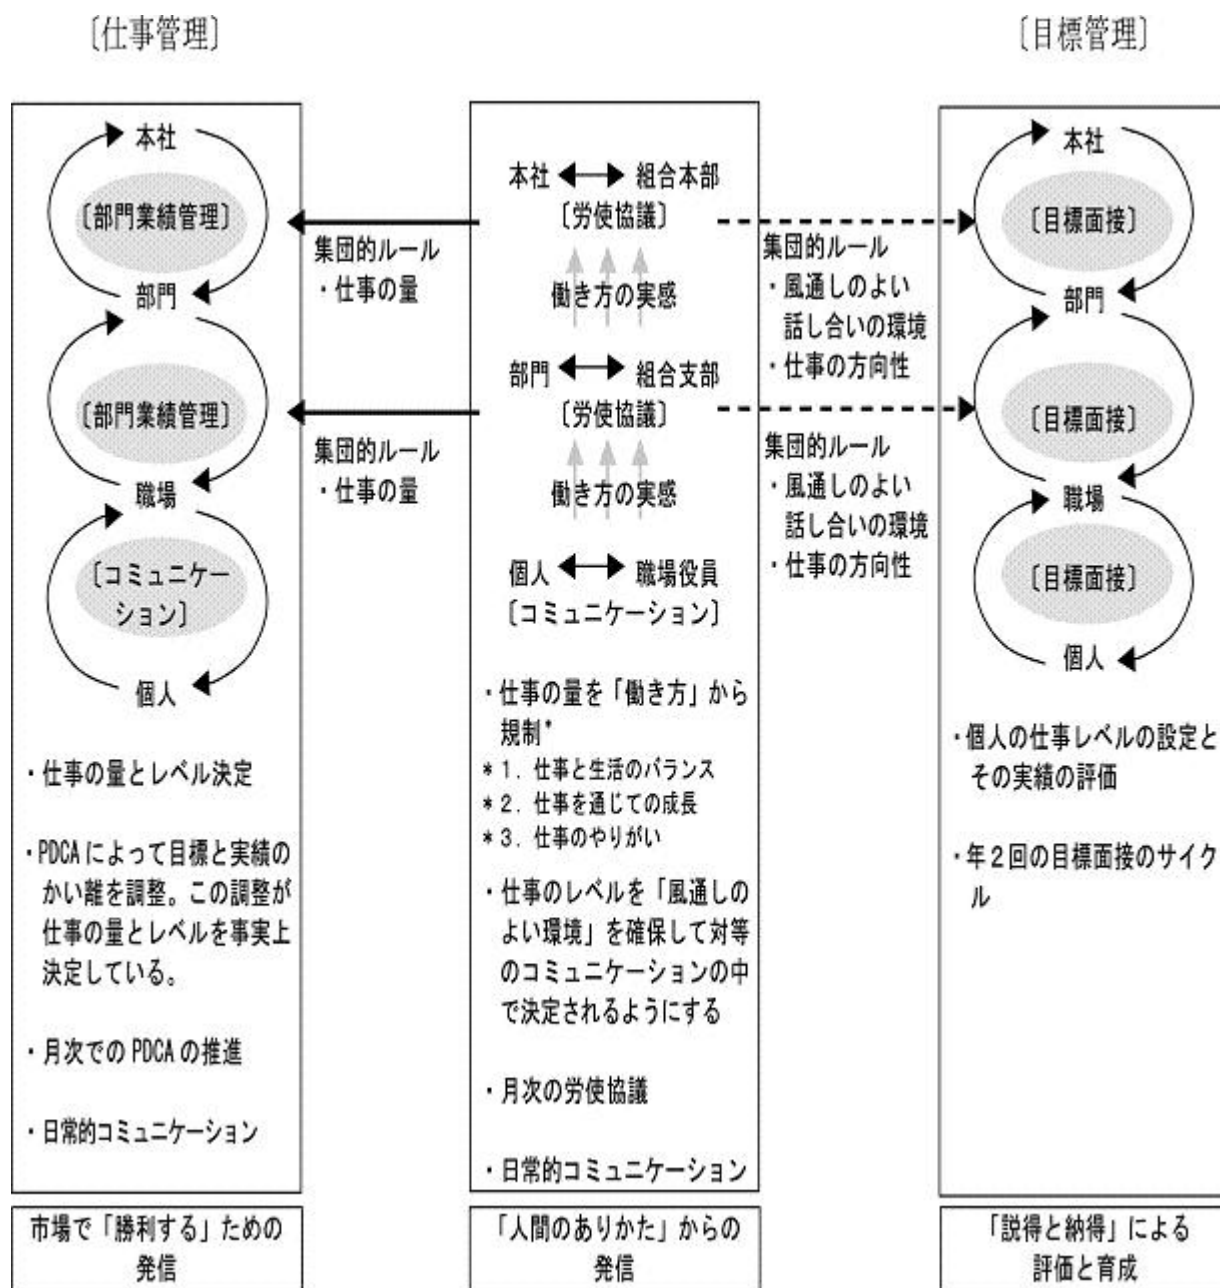 〔仕事管理〕
本社
〔部門業績管理〕
部門
〔部門業績管理〕
職場
〔コミュニケー
ション〕
個人
・仕事の量とレベル決定
・PDCAによって目標と実績の
かい離を調整。この調整が
仕事の量とレベルを事実上
決定している。
・月次でのPDCAの推進
・日常的コミュニケーション
市場で「勝利する」ための
発信
集団的ルール
・仕事の量
集団的ルール
・仕事の量
本社 組合本部
〔労使協議〕
働き方の実感
部門 組合支部
〔労使協議〕
働き方の実感
個人 職場役員
〔コミュニケーション〕
・仕事の量を「働き方」から
規制*
*1. 仕事と生活のバランス
*2. 仕事を通じての成長
*3. 仕事のやりがい
・仕事のレベルを「風通しの
よい環境」を確保して対等
のコミュニケーションの中
で決定されるようにする
・月次の労使協議
・日常的コミュニケーション
「人間のありかた」からの
発信
集団的ルール
・風通しのよい
話し合いの環境
・仕事の方向性
集団的ルール
・風通しのよい
話し合いの環境
・仕事の方向性
〔目標管理〕
本社
〔目標面接〕
部門
〔目標面接〕
職場
〔目標面接〕
個人
・個人の仕事レベルの設定と
その実績の評価
・年2回の目標面接のサイク
ル
「説得と納得」による
評価と育成